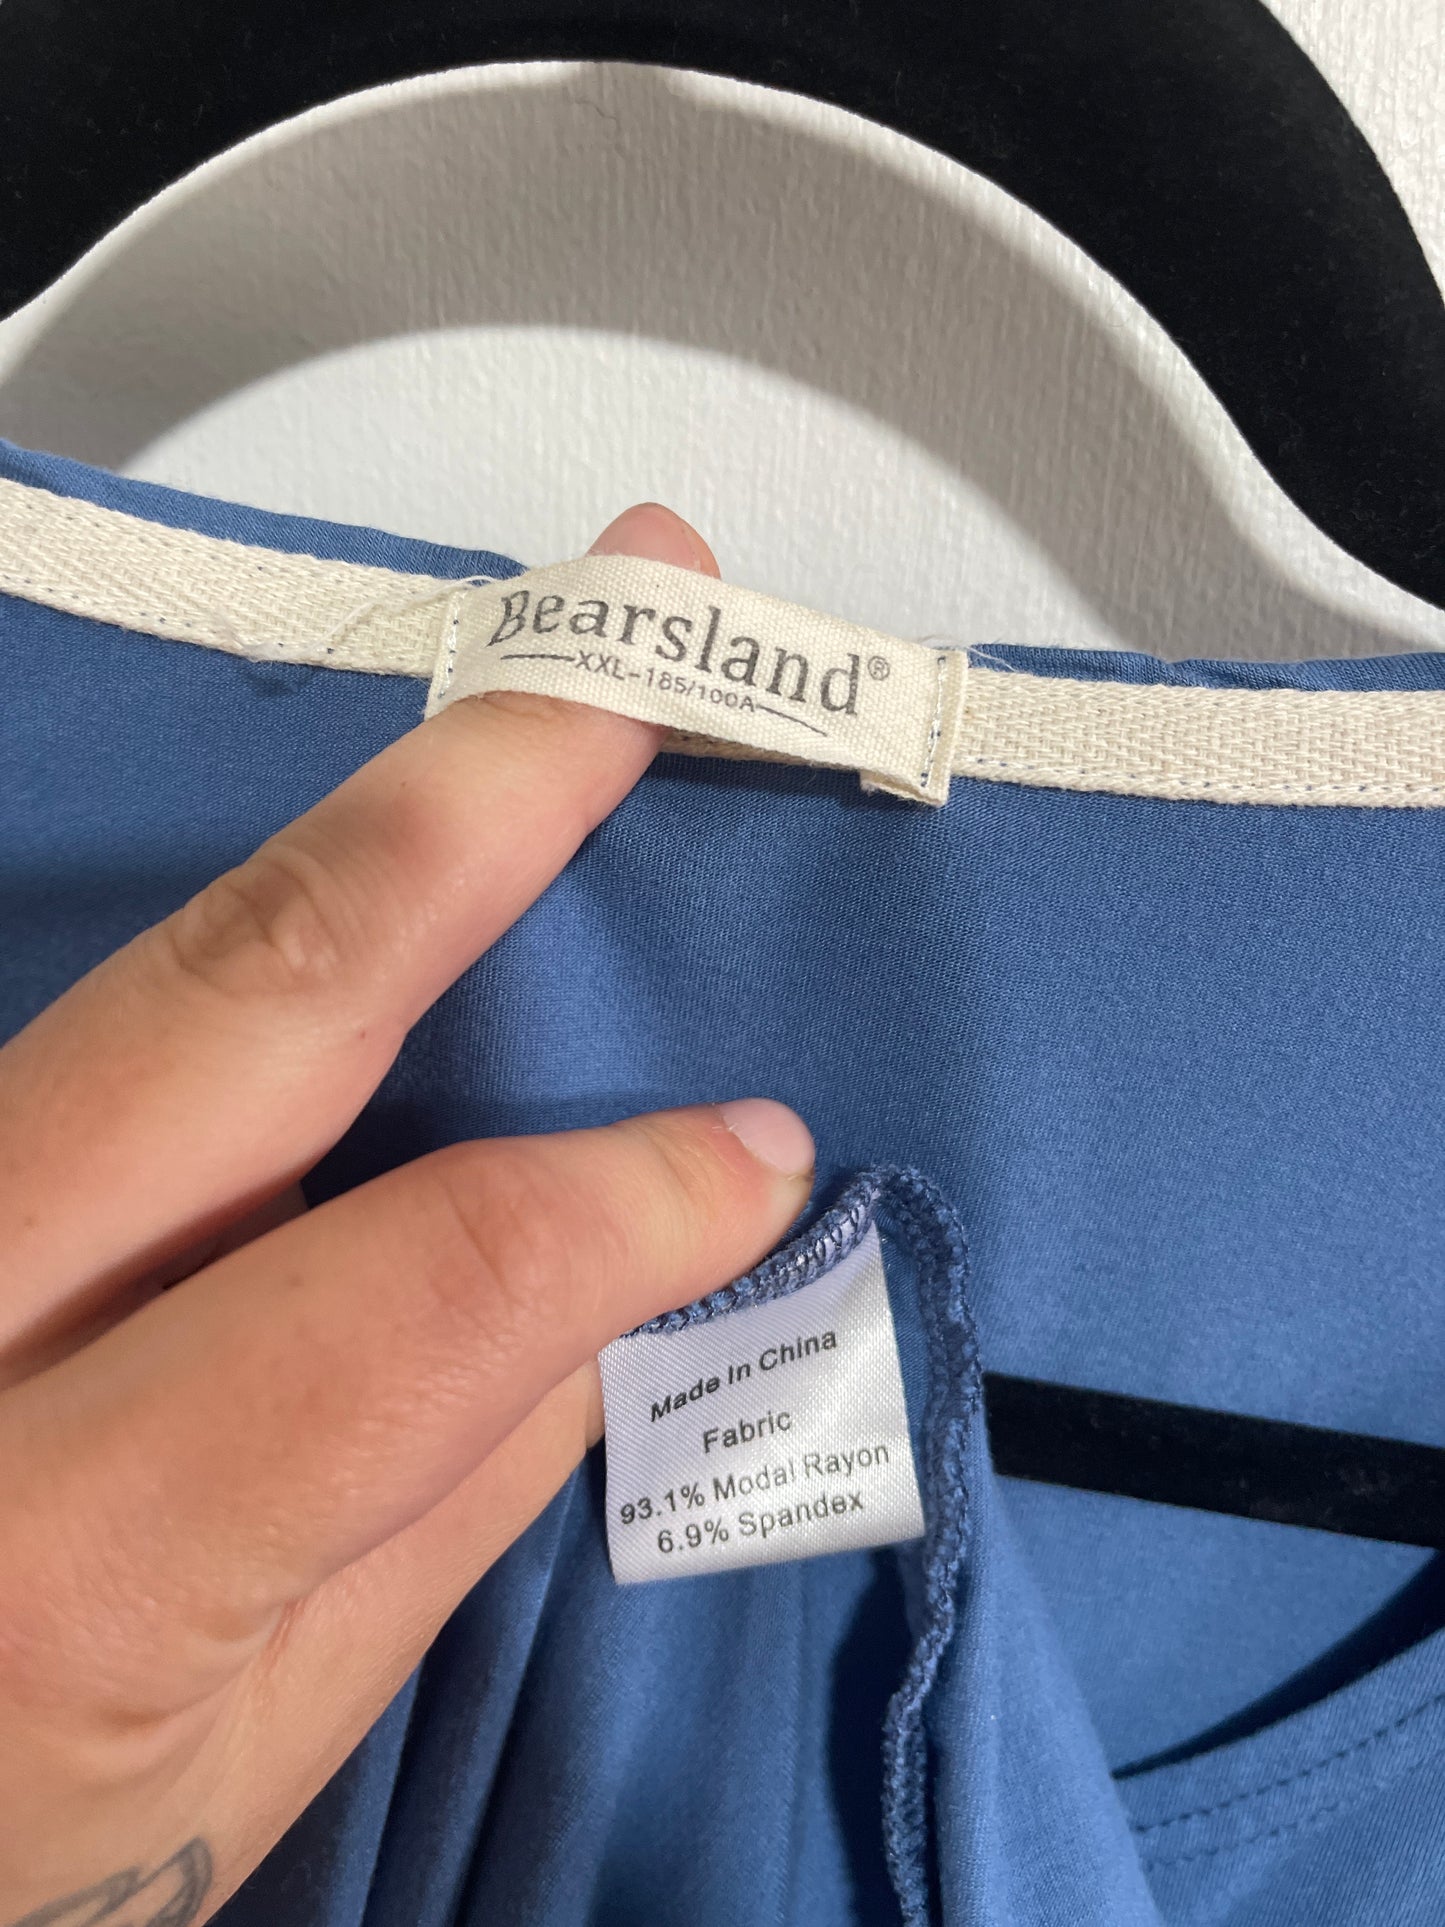 Bearsland®
XXL-185/100A
Made In China
Fabric
93.1% Modal Rayon
6.9% Spandex